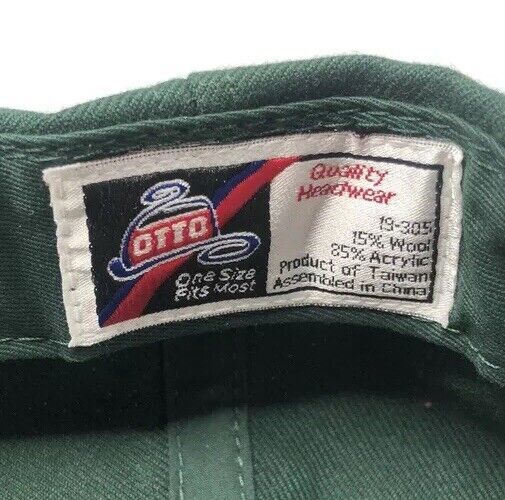 OTTO
One Size
Fits Most
Quality
Headwear
19-305
15% Wool
85% Acrylic
Product of Taiwan
Assembled in China